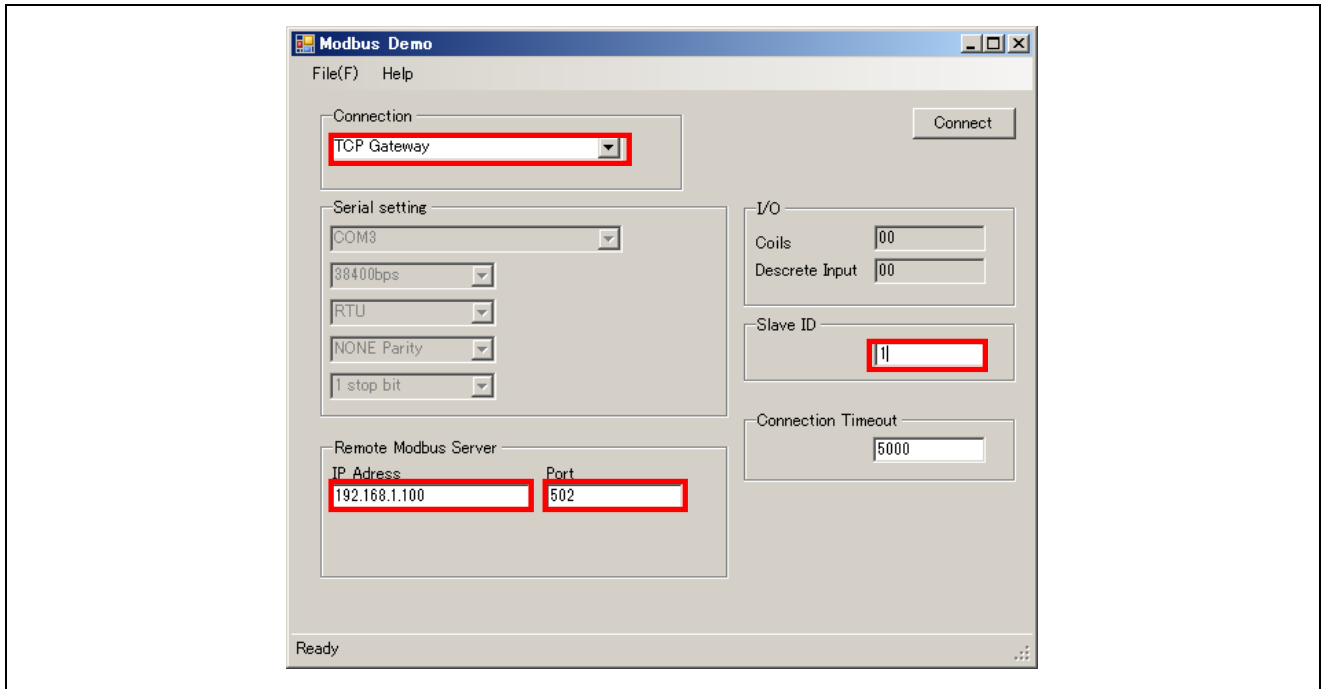 Modbus Demo
File(F) Help
Connection
TCP Gateway
Connect
Serial setting
COM3
38400bps
RTU
NONE Parity
1 stop bit
I/O
Coils 00
Descrete Input 00
Slave ID
1
Connection Timeout
5000
Remote Modbus Server
IP Adress Port
192.168.1.100 502
Ready